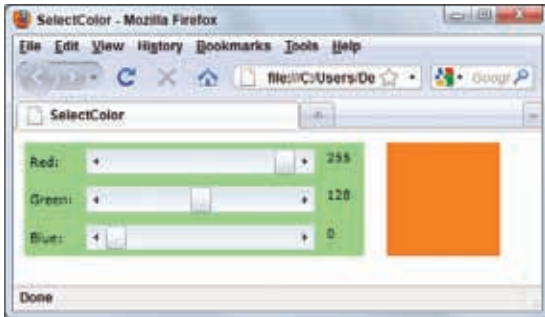 SelectColor - Mozilla Firefox
File Edit View History Bookmarks Tools Help
file:///C:/Users/De Googl
SelectColor
Red: 255
Green: 128
Blue: 0
Done